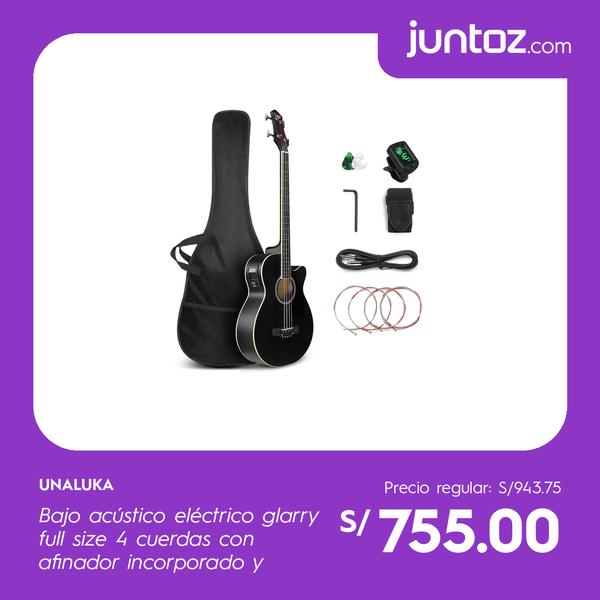 juntoz.com
UNALUKA
Bajo acústico eléctrico glarry
full size 4 cuerdas con
afinador incorporado y
Precio regular: S/943.75
S/755.00